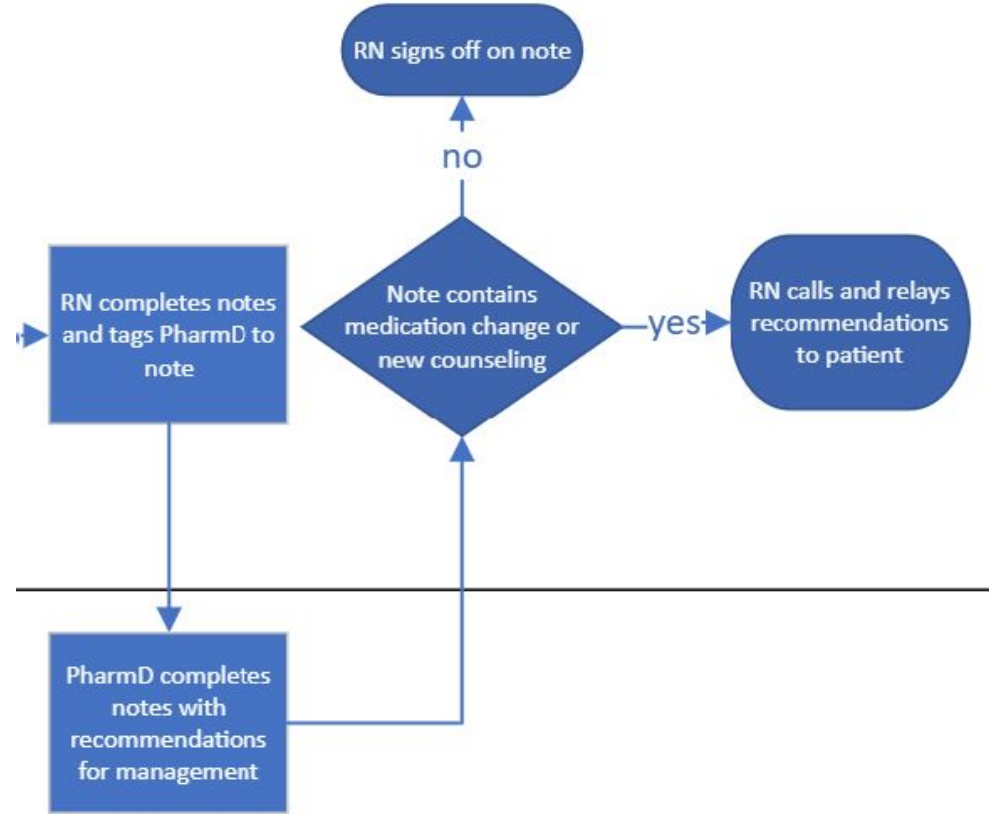 RN signs off on note
no
RN completes notes
and tags PharmD to
note
Note contains
medication change or
new counseling
yes
RN calls and relays
recommendations
to patient
PharmD completes
notes with
recommendations
for management